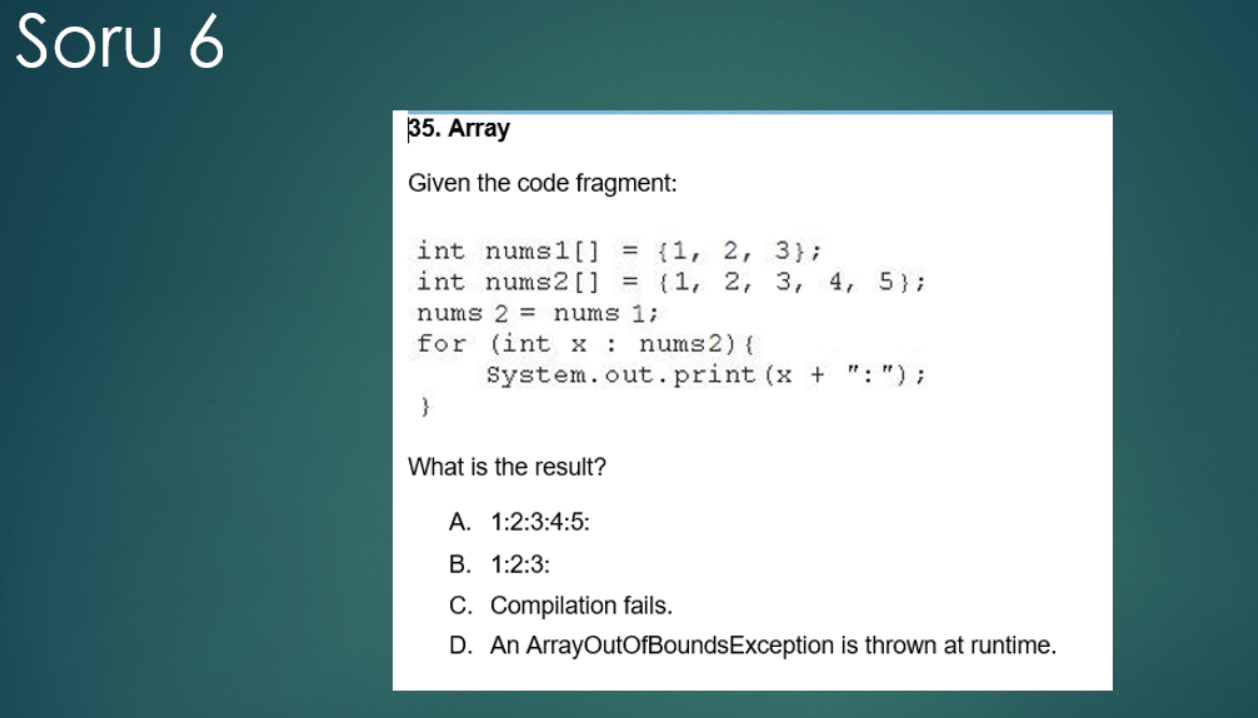 Soru 6
35. Array
Given the code fragment:
int nums1[] = {1, 2, 3};
int nums2[] = {1, 2, 3, 4, 5};
nums 2 = nums 1;
for (int x : nums2){
System.out.print(x + ":");
}
What is the result?
A. 1:2:3:4:5:
B. 1:2:3:
C. Compilation fails.
D. An ArrayOutOfBoundsException is thrown at runtime.